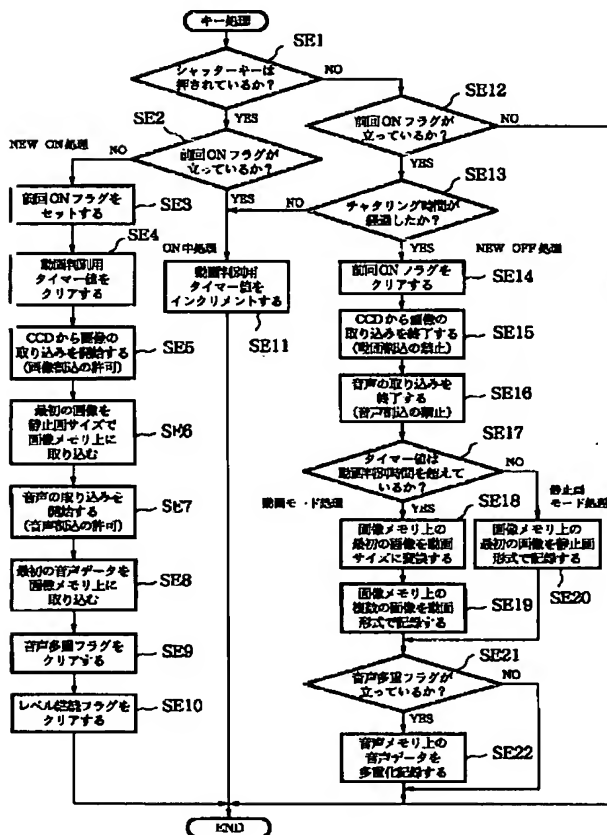 キー処理
SE1
シャッターキーは
押されているか?
NO
YES
SE2
前回ONフラグが
立っているか?
NO
YES
SE12
前回ONフラグが
立っているか?
NO
YES
SE13
チャタリング時間が
経過したか?
NO
YES
NEW ON処理
前回ONフラグを
セットする
SE3
SE4
動画判別用
タイマー値を
クリアする
CCDから画像の
取り込みを開始する
(画像割込の許可)
SE5
最初の画像を
静止画サイズで
画像メモリ上に
取り込む
SE6
音声の取り込みを
開始する
(音声割込の許可)
SE7
最初の音声データを
画像メモリ上に
取り込む
SE8
音声多重フラグを
クリアする
SE9
レベル フラグを
クリアする
SE10
ON中処理
動画判別用
タイマー値を
インクリメントする
SE11
NEW OFF処理
前回ONフラグを
クリアする
SE14
CCDから画像の
取り込みを終了する
(画像割込の禁止)
SE15
音声の取り込みを
終了する
(音声割込の禁止)
SE16
SE17
タイマー値は
動画判別時間を超えて
いるか?
NO
YES
動画モード処理
SE18
画像メモリ上の
最初の画像を動画
サイズに変換する
画像メモリ上の
複数の画像を動画
形式で記録する
SE19
静止画
モード処理
画像メモリ上の
最初の画像を静止画
形式で記録する
SE20
SE21
音声多重フラグが
立っているか?
NO
YES
音声メモリ上の
音声データを
多重化記録する
SE22
END